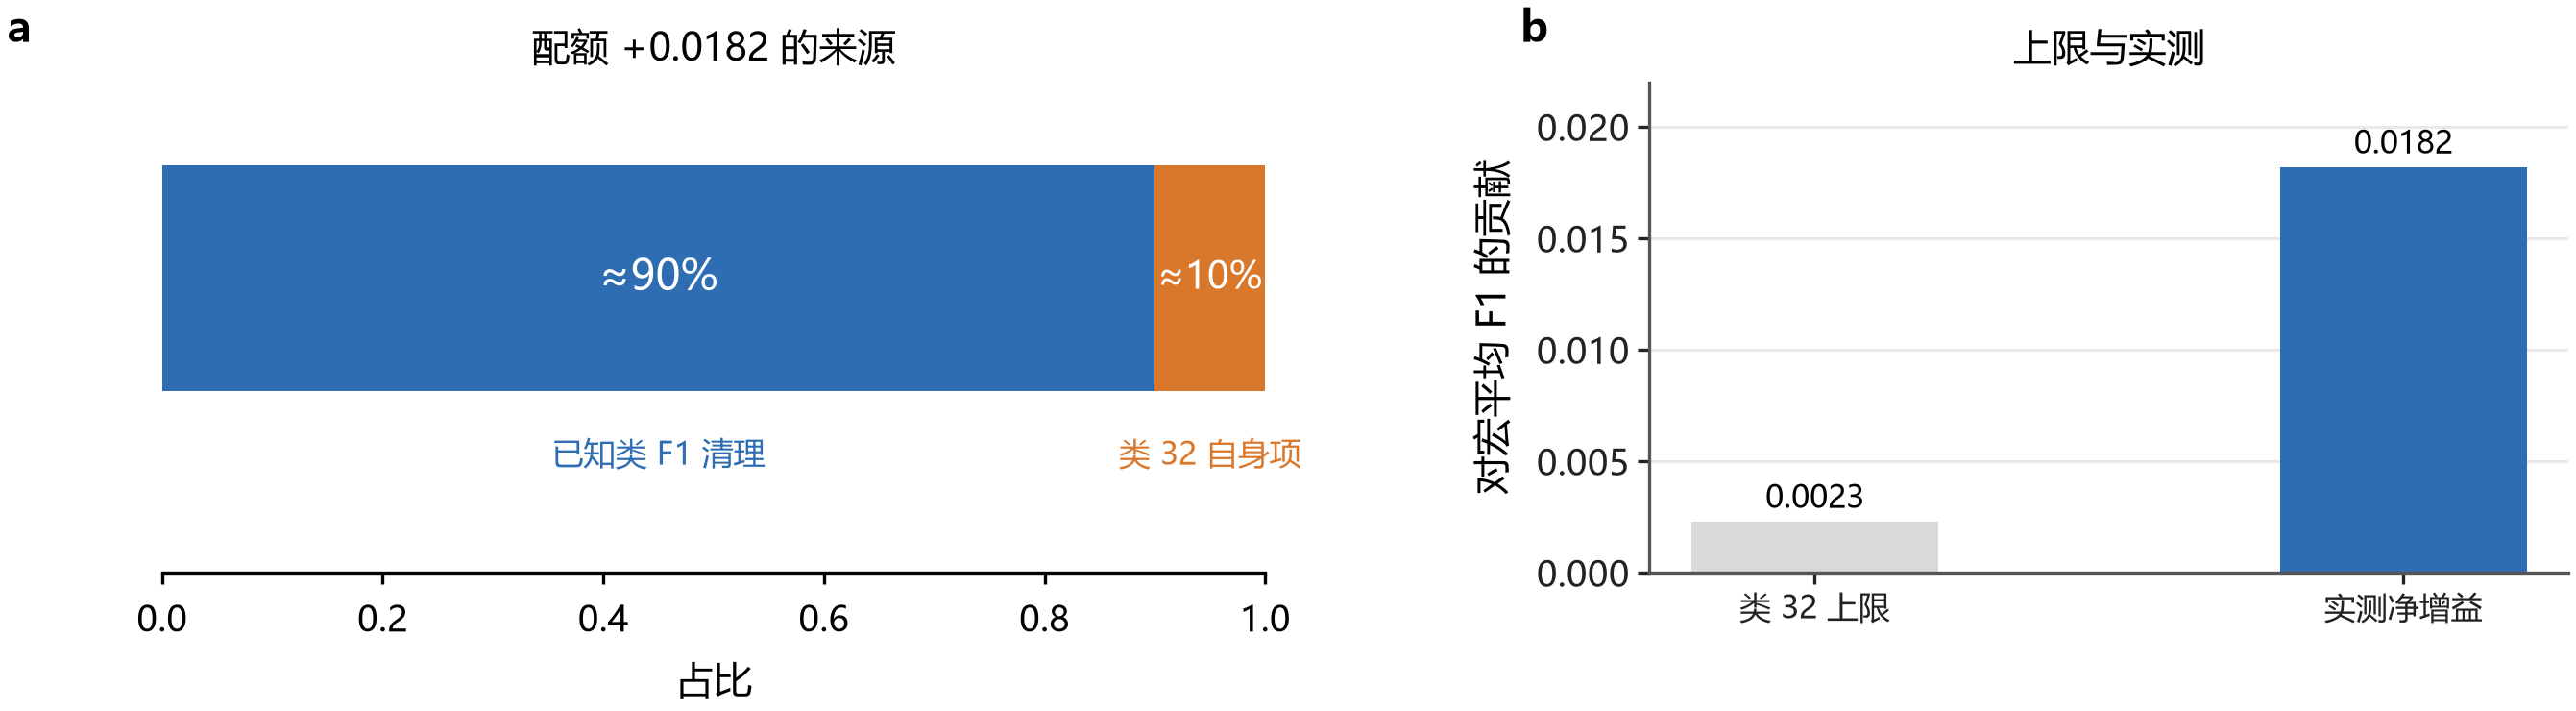 a
配额 +0.0182 的来源
≈90%
≈10%
已知类 F1 清理
类 32 自身项
0.0 0.2 0.4 0.6 0.8 1.0
占比
b
上限与实测
对宏平均 F1 的贡献
0.020
0.015
0.010
0.005
0.000
0.0182
0.0023
类 32 上限
实测净增益